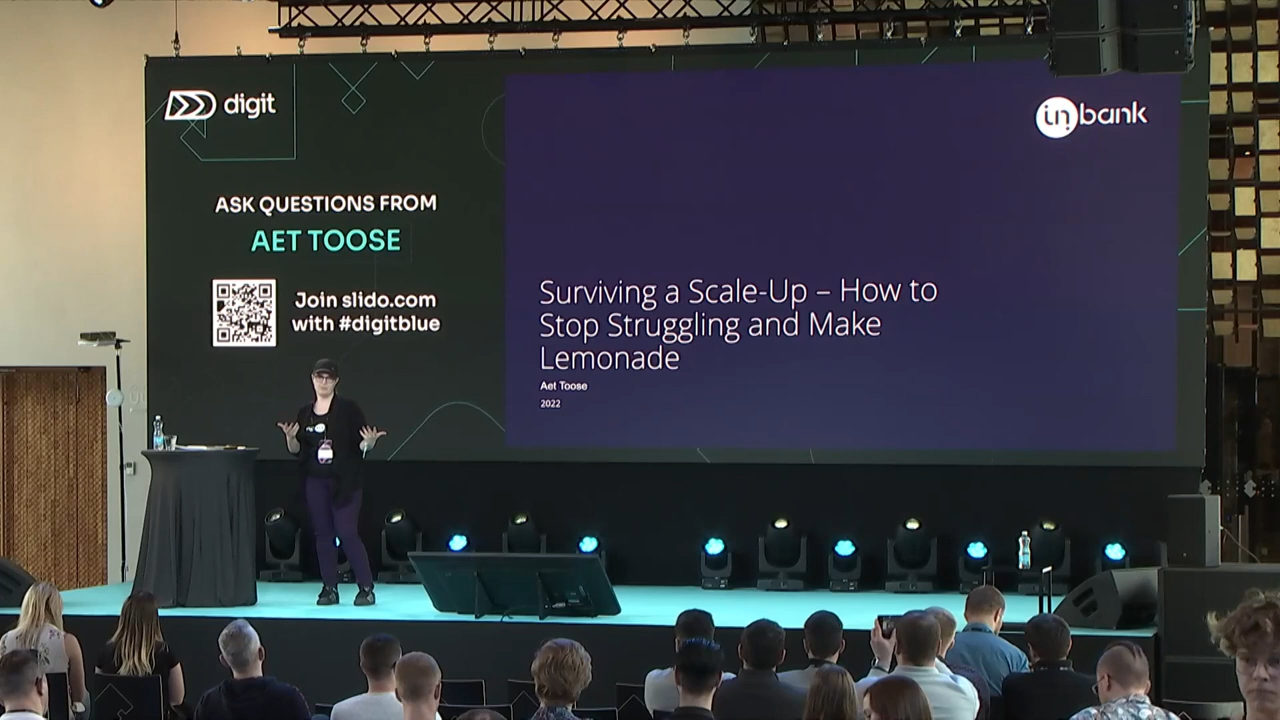 digit
ASK QUESTIONS FROM
AET TOOSE
Join slido.com
with #digitblue
inbank
Surviving a Scale-Up – How to
Stop Struggling and Make
Lemonade
Aet Toose
2022